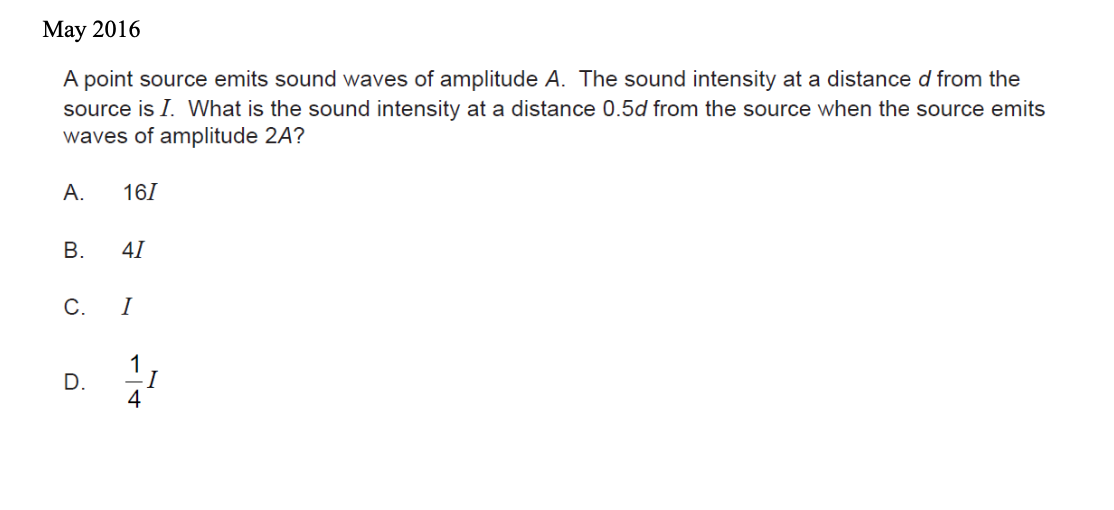 May 2016
A point source emits sound waves of amplitude A. The sound intensity at a distance d from the
source is I. What is the sound intensity at a distance 0.5d from the source when the source emits
waves of amplitude 2A?
A. 16I
B. 4I
C. I
D. 1/4 I